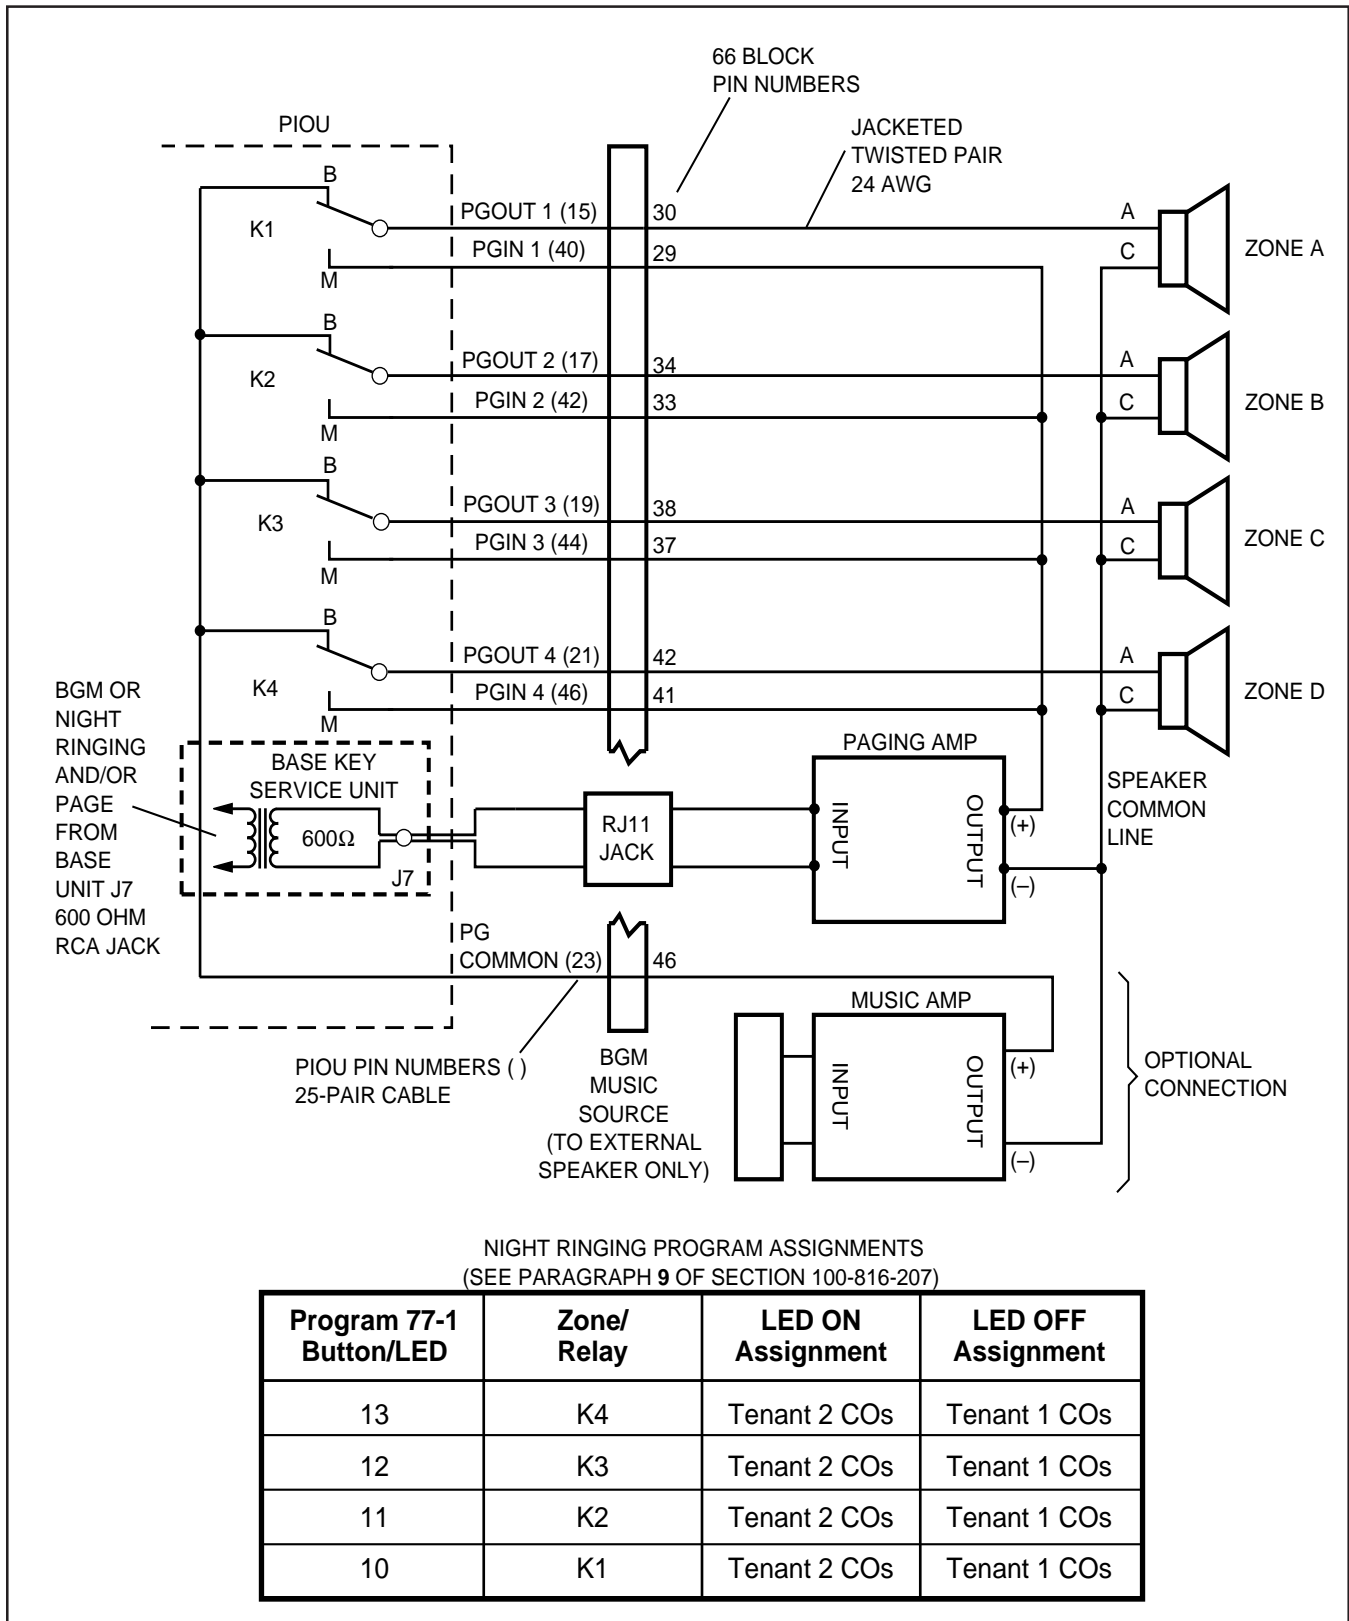 66 BLOCK
PIN NUMBERS
PIOU
JACKETED
TWISTED PAIR
24 AWG
B
K1
PGOUT 1 (15)
30
A
PGIN 1 (40)
29
C
ZONE A
M
B
K2
PGOUT 2 (17)
34
A
PGIN 2 (42)
33
C
ZONE B
M
B
K3
PGOUT 3 (19)
38
A
PGIN 3 (44)
37
C
ZONE C
M
B
K4
PGOUT 4 (21)
42
A
PGIN 4 (46)
41
C
ZONE D
M
BGM OR
NIGHT
RINGING
AND/OR
PAGE
FROM
BASE
UNIT J7
600 OHM
RCA JACK
BASE KEY
SERVICE UNIT
600Ω
J7
RJ11
JACK
PAGING AMP
INPUT
OUTPUT
(+)
(–)
SPEAKER
COMMON
LINE
PG
COMMON (23)
46
MUSIC AMP
INPUT
OUTPUT
(+)
(–)
OPTIONAL
CONNECTION
PIOU PIN NUMBERS ( )
25-PAIR CABLE
BGM
MUSIC
SOURCE
(TO EXTERNAL
SPEAKER ONLY)
NIGHT RINGING PROGRAM ASSIGNMENTS
(SEE PARAGRAPH 9 OF SECTION 100-816-207)
Program 77-1 Zone/ LED ON LED OFF
Button/LED Relay Assignment Assignment
13 K4 Tenant 2 COs Tenant 1 COs
12 K3 Tenant 2 COs Tenant 1 COs
11 K2 Tenant 2 COs Tenant 1 COs
10 K1 Tenant 2 COs Tenant 1 COs